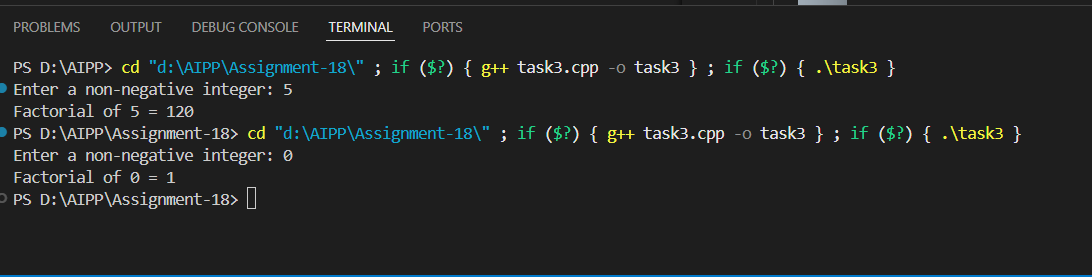 PROBLEMS OUTPUT DEBUG CONSOLE TERMINAL PORTS
PS D:\AIPP> cd "d:\AIPP\Assignment-18\" ; if ($?) { g++ task3.cpp -o task3 } ; if ($?) { .\task3 }
Enter a non-negative integer: 5
Factorial of 5 = 120
PS D:\AIPP\Assignment-18> cd "d:\AIPP\Assignment-18\" ; if ($?) { g++ task3.cpp -o task3 } ; if ($?) { .\task3 }
Enter a non-negative integer: 0
Factorial of 0 = 1
PS D:\AIPP\Assignment-18>